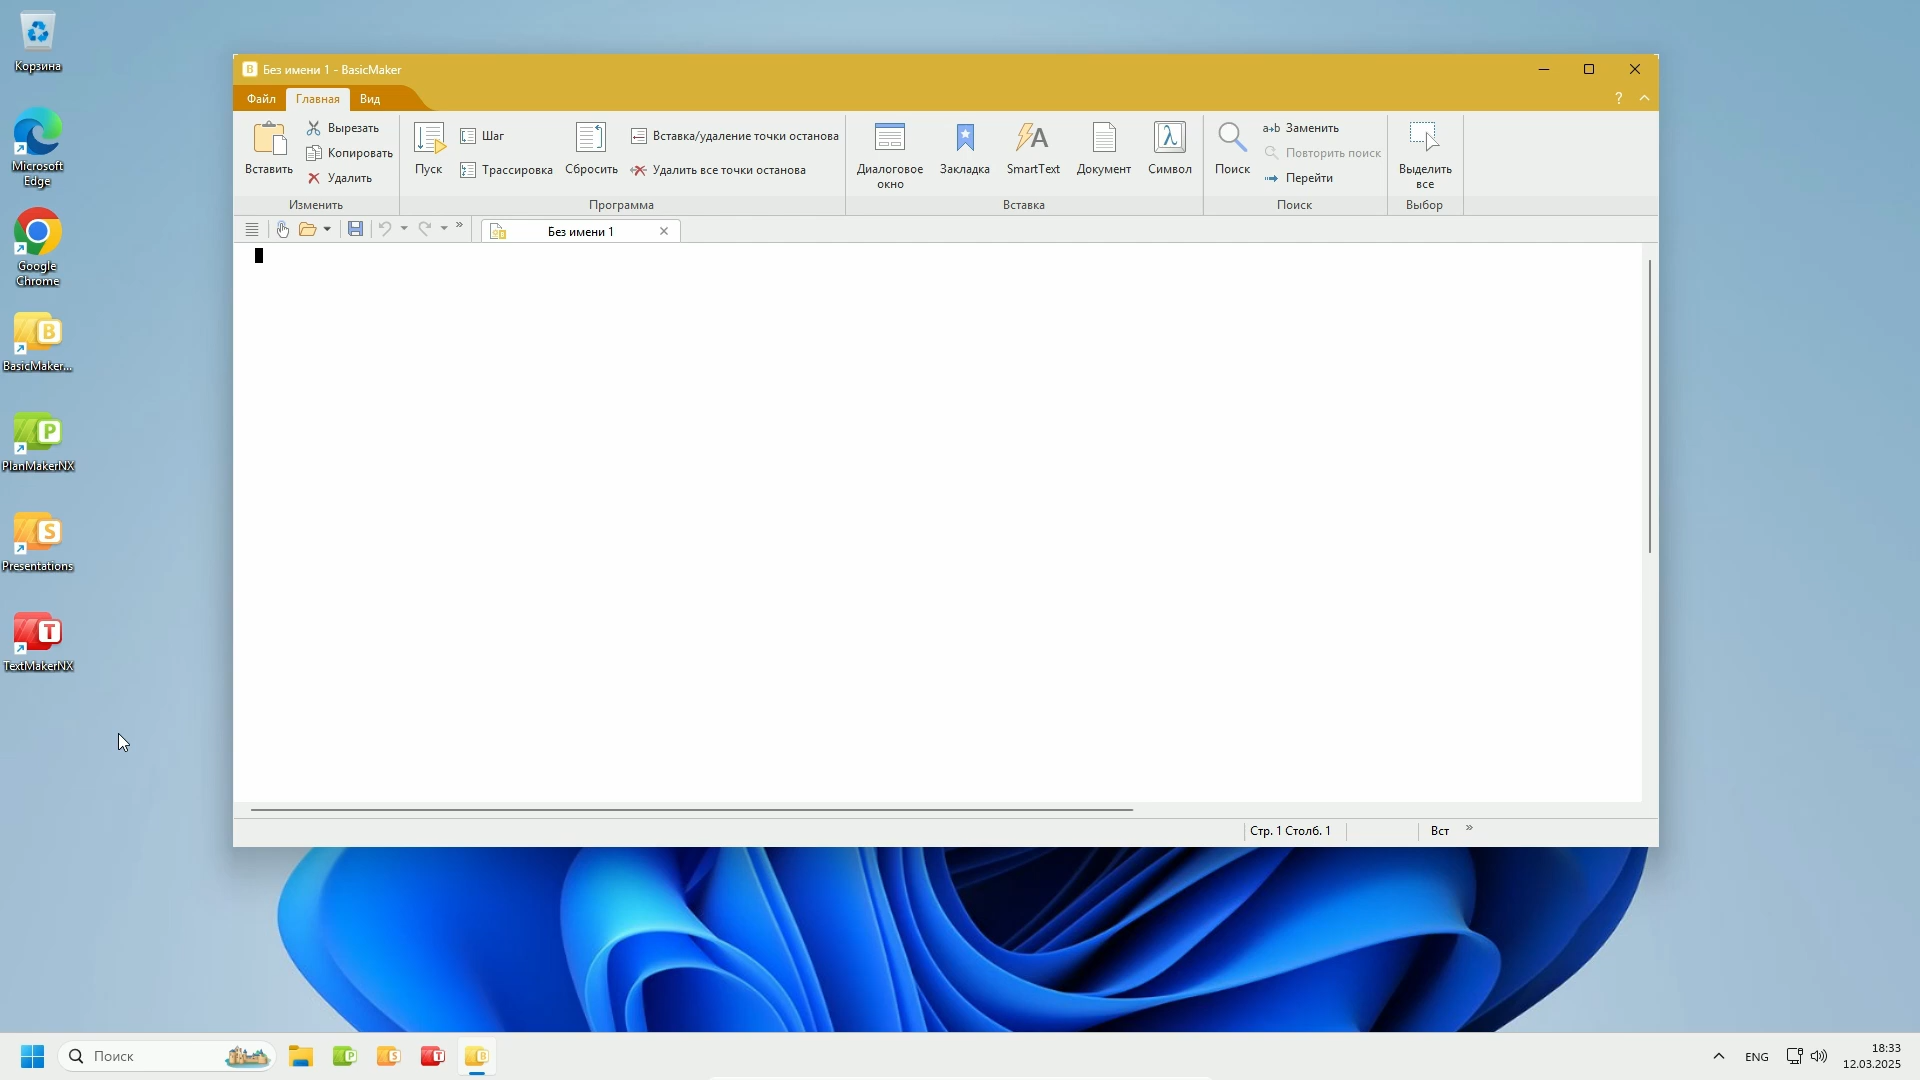 Корзина
Microsoft
Edge
Google
Chrome
BasicMaker...
PlanMakerNX
Presentations
TextMakerNX
Без имени 1 - BasicMaker
Файл Главная Вид
Вставить
Вырезать
Копировать
Удалить
Изменить
Пуск
Шаг
Трассировка
Сбросить
Вставка/удаление точки останова
Удалить все точки останова
Программа
Диалоговое
окно
Закладка
SmartText
Документ
Символ
Вставка
Поиск
Заменить
Повторить поиск
Перейти
Поиск
Выделить
все
Выбор
Без имени 1
Стр. 1 Столб. 1
Вст
Поиск
ENG
18:33
12.03.2025